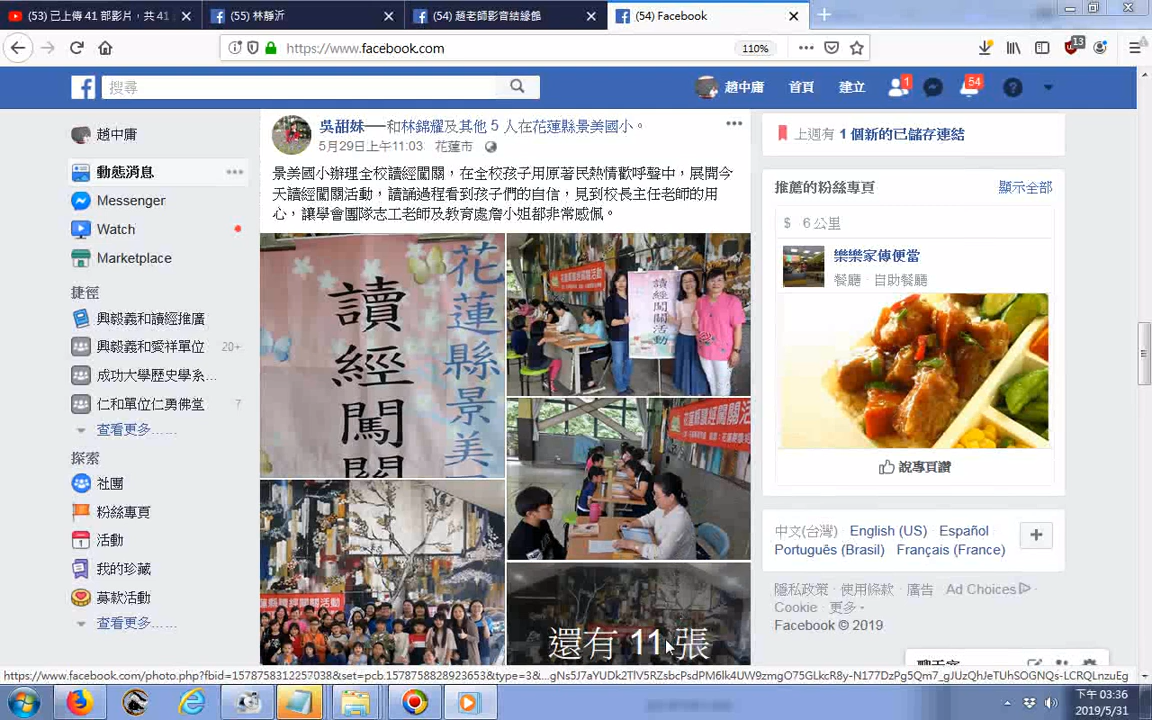 (53) 已上傳 41 部影片，共 41
(55) 林靜沂
(54) 趙老師影音結緣館
(54) Facebook
https://www.facebook.com
110%
13
搜尋
趙中庸
首頁
建立
1
54
趙中庸
動態消息
Messenger
Watch
Marketplace
捷徑
興毅義和讀經推廣
興毅義和愛祥單位 20+
成功大學歷史學系...
仁和單位仁勇佛堂 7
查看更多……
探索
社團
粉絲專頁
活動
我的珍藏
募款活動
查看更多……
吳甜妹──和林錦耀及其他 5 人在花蓮縣景美國小。
5月29日上午11:03 花蓮市
景美國小辦理全校讀經闖關，在全校孩子用原著民熱情歡呼聲中，展開今
天讀經闖關活動，讀誦過程看到孩子們的自信，見到校長主任老師的用
心，讓學會團隊志工老師及教育處詹小姐都非常感佩。
讀經闖關
花蓮縣景美
讀經闖關活動
還有 11 張
上週有 1 個新的已儲存連結
推薦的粉絲專頁 顯示全部
$ · 6 公里
樂樂家傳便當
餐廳 · 自助餐廳
說專頁讚
中文(台灣) · English (US) · Español ·
Português (Brasil) · Français (France)
隱私政策 · 使用條款 · 廣告 · Ad Choices ·
Cookie · 更多
Facebook © 2019
下午 03:36
2019/5/31